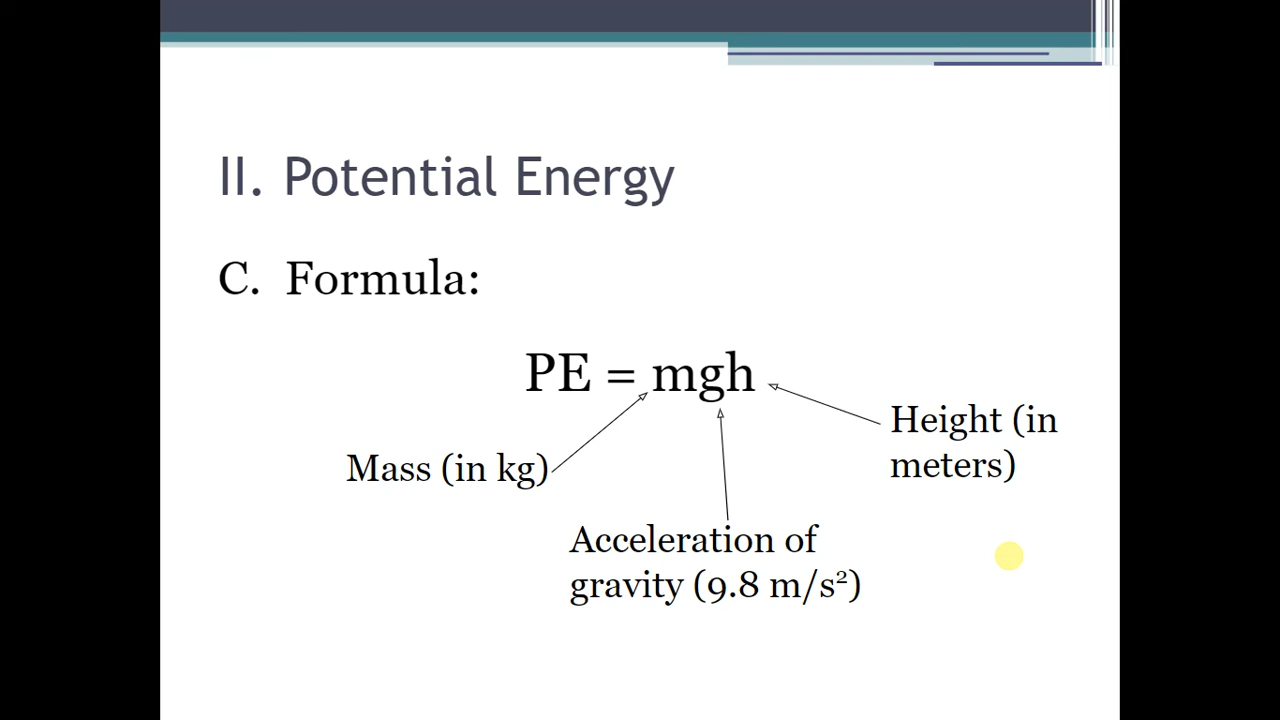 II. Potential Energy
C. Formula:
PE = mgh
Mass (in kg)
Height (in
meters)
Acceleration of
gravity (9.8 m/s²)